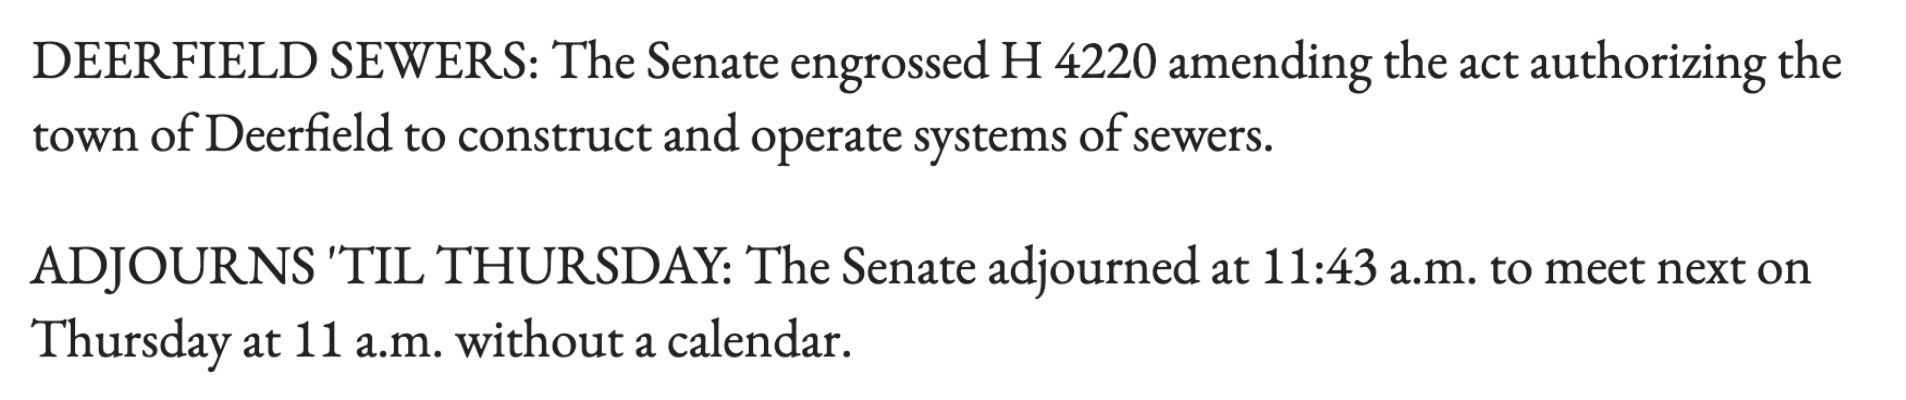 DEERFIELD SEWERS: The Senate engrossed H 4220 amending the act authorizing the
town of Deerfield to construct and operate systems of sewers.
ADJOURNS 'TIL THURSDAY: The Senate adjourned at 11:43 a.m. to meet next on
Thursday at 11 a.m. without a calendar.